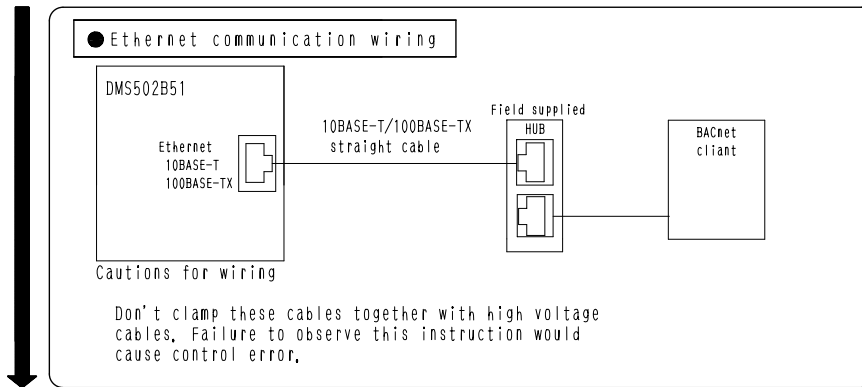 ●Ethernet communication wiring
DMS502B51
Ethernet
10BASE-T
100BASE-TX
10BASE-T/100BASE-TX
straight cable
Field supplied
HUB
BACnet
cliant
Cautions for wiring
Don't clamp these cables together with high voltage
cables. Failure to observe this instruction would
cause control error.